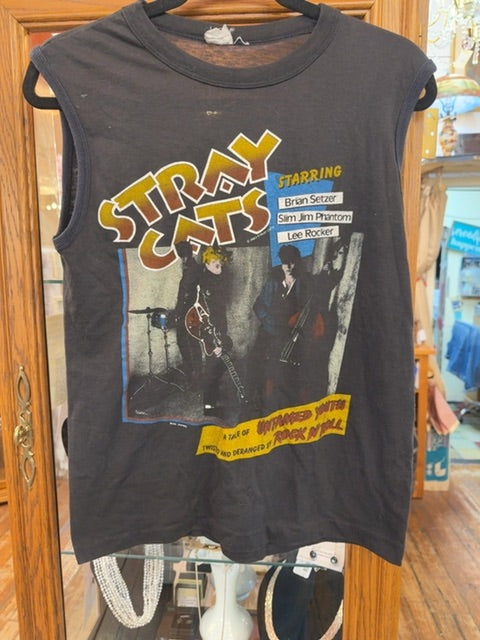 STRAY
CATS
STARRING
Brian Setzer
Slim Jim Phantom
Lee Rocker
A TALE OF UNTAMED YOUTH
TWISTED AND DERANGED BY ROCK N' ROLL